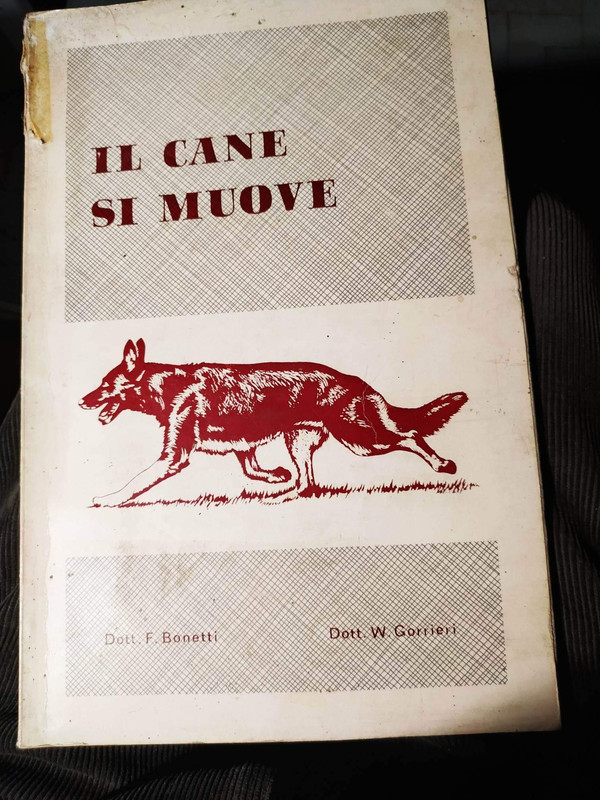 IL CANE
SI MUOVE
Dott. F. Bonetti
Dott. W. Gorrieri